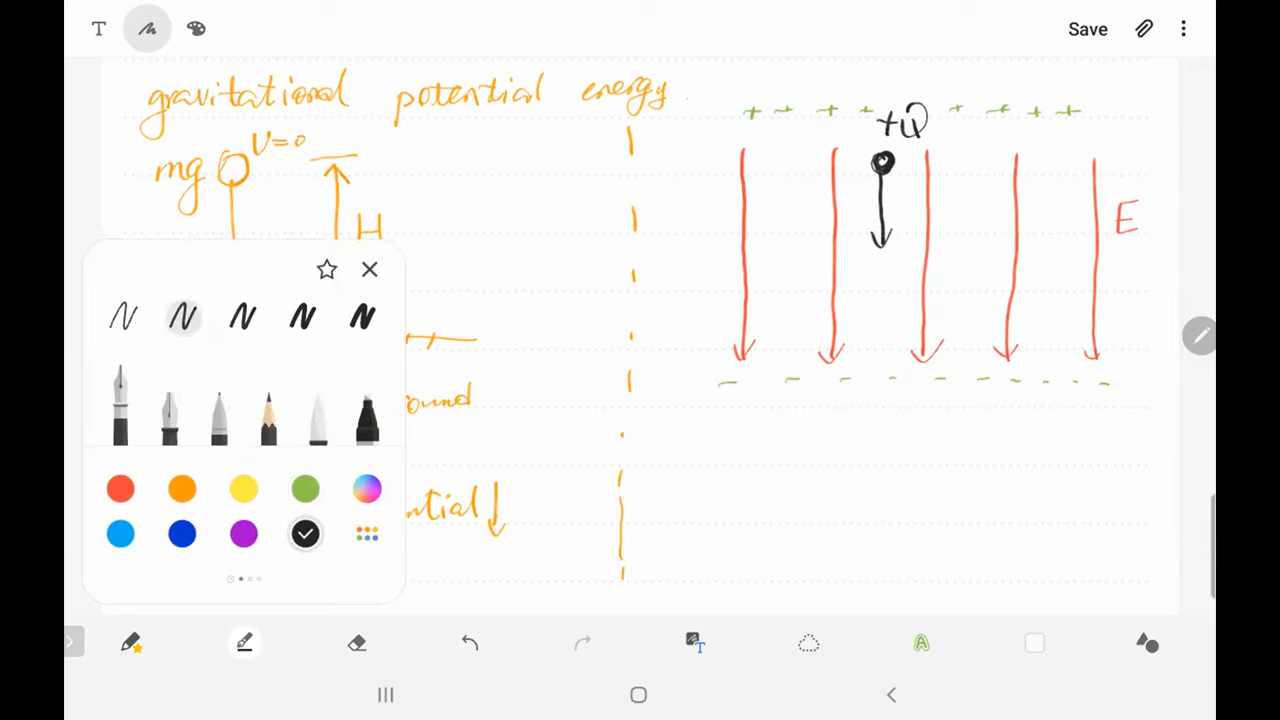 T
Save
gravitational potential energy
mg V=0
H
ound
ntial ↓
+ + + + + + + +
+Q
E
- - - - - - - - - -
T